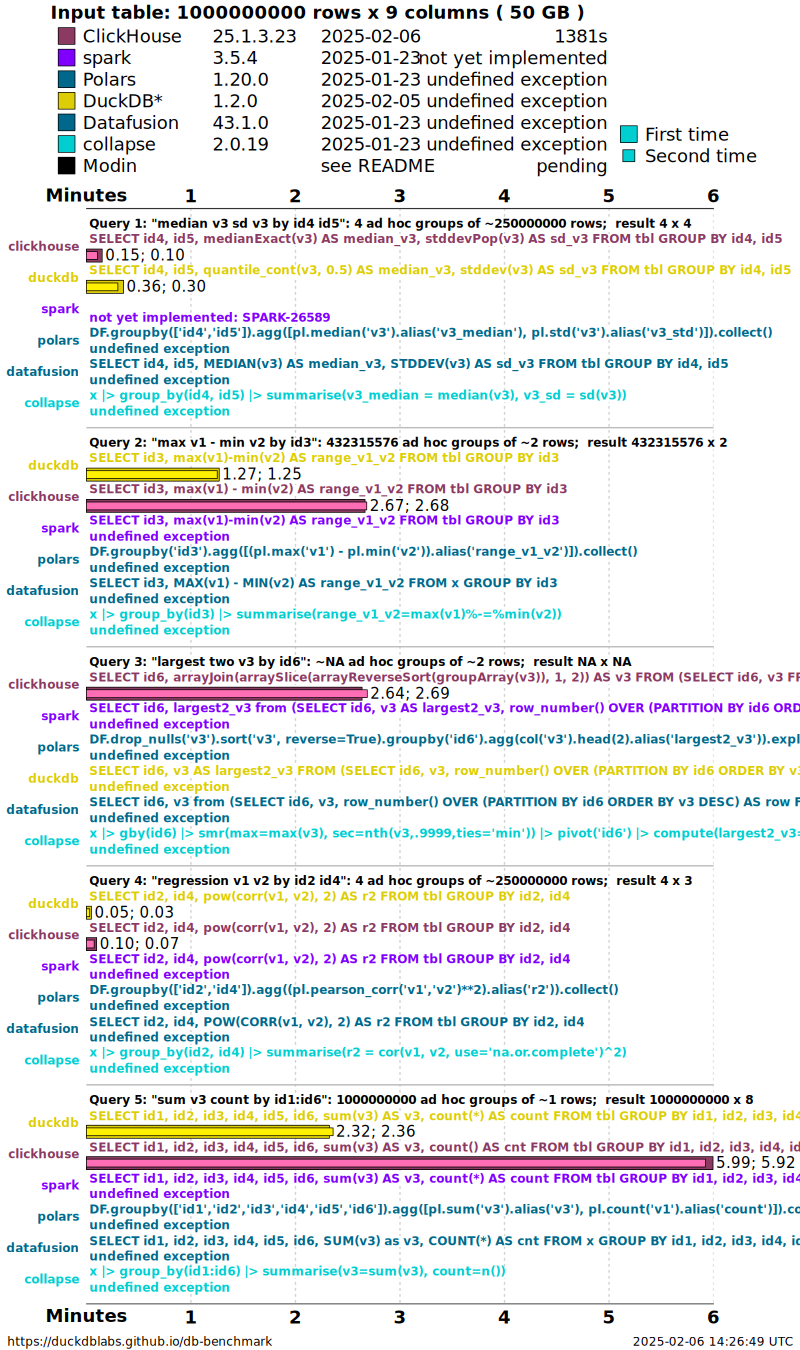 Input table: 1000000000 rows x 9 columns ( 50 GB )
ClickHouse 25.1.3.23 2025-02-06 1381s
spark 3.5.4 2025-01-23 not yet implemented
Polars 1.20.0 2025-01-23 undefined exception
DuckDB* 1.2.0 2025-02-05 undefined exception
Datafusion 43.1.0 2025-01-23 undefined exception
collapse 2.0.19 2025-01-23 undefined exception
Modin see README pending
First time
Second time
Minutes 1 2 3 4 5 6
Query 1: "median v3 sd v3 by id4 id5": 4 ad hoc groups of ~250000000 rows;  result 4 x 4
clickhouse SELECT id4, id5, medianExact(v3) AS median_v3, stddevPop(v3) AS sd_v3 FROM tbl GROUP BY id4, id5
0.15; 0.10
duckdb SELECT id4, id5, quantile_cont(v3, 0.5) AS median_v3, stddev(v3) AS sd_v3 FROM tbl GROUP BY id4, id5
0.36; 0.30
spark
not yet implemented: SPARK-26589
polars DF.groupby(['id4','id5']).agg([pl.median('v3').alias('v3_median'), pl.std('v3').alias('v3_std')]).collect()
undefined exception
datafusion SELECT id4, id5, MEDIAN(v3) AS median_v3, STDDEV(v3) AS sd_v3 FROM tbl GROUP BY id4, id5
undefined exception
collapse x |> group_by(id4, id5) |> summarise(v3_median = median(v3), v3_sd = sd(v3))
undefined exception
Query 2: "max v1 - min v2 by id3": 432315576 ad hoc groups of ~2 rows;  result 432315576 x 2
duckdb SELECT id3, max(v1)-min(v2) AS range_v1_v2 FROM tbl GROUP BY id3
1.27; 1.25
clickhouse SELECT id3, max(v1) - min(v2) AS range_v1_v2 FROM tbl GROUP BY id3
2.67; 2.68
spark SELECT id3, max(v1)-min(v2) AS range_v1_v2 FROM tbl GROUP BY id3
undefined exception
polars DF.groupby('id3').agg([(pl.max('v1') - pl.min('v2')).alias('range_v1_v2')]).collect()
undefined exception
datafusion SELECT id3, MAX(v1) - MIN(v2) AS range_v1_v2 FROM x GROUP BY id3
undefined exception
collapse x |> group_by(id3) |> summarise(range_v1_v2=max(v1)%-=%min(v2))
undefined exception
Query 3: "largest two v3 by id6": ~NA ad hoc groups of ~2 rows;  result NA x NA
clickhouse SELECT id6, arrayJoin(arraySlice(arrayReverseSort(groupArray(v3)), 1, 2)) AS v3 FROM (SELECT id6, v3 FR
2.64; 2.69
spark SELECT id6, largest2_v3 from (SELECT id6, v3 AS largest2_v3, row_number() OVER (PARTITION BY id6 ORD
undefined exception
polars DF.drop_nulls('v3').sort('v3', reverse=True).groupby('id6').agg(col('v3').head(2).alias('largest2_v3')).expl
undefined exception
duckdb SELECT id6, v3 AS largest2_v3 FROM (SELECT id6, v3, row_number() OVER (PARTITION BY id6 ORDER BY v3
undefined exception
datafusion SELECT id6, v3 from (SELECT id6, v3, row_number() OVER (PARTITION BY id6 ORDER BY v3 DESC) AS row F
undefined exception
collapse x |> gby(id6) |> smr(max=max(v3), sec=nth(v3,.9999,ties='min')) |> pivot('id6') |> compute(largest2_v3=
undefined exception
Query 4: "regression v1 v2 by id2 id4": 4 ad hoc groups of ~250000000 rows;  result 4 x 3
duckdb SELECT id2, id4, pow(corr(v1, v2), 2) AS r2 FROM tbl GROUP BY id2, id4
0.05; 0.03
clickhouse SELECT id2, id4, pow(corr(v1, v2), 2) AS r2 FROM tbl GROUP BY id2, id4
0.10; 0.07
spark SELECT id2, id4, pow(corr(v1, v2), 2) AS r2 FROM tbl GROUP BY id2, id4
undefined exception
polars DF.groupby(['id2','id4']).agg((pl.pearson_corr('v1','v2')**2).alias('r2')).collect()
undefined exception
datafusion SELECT id2, id4, POW(CORR(v1, v2), 2) AS r2 FROM tbl GROUP BY id2, id4
undefined exception
collapse x |> group_by(id2, id4) |> summarise(r2 = cor(v1, v2, use='na.or.complete')^2)
undefined exception
Query 5: "sum v3 count by id1:id6": 1000000000 ad hoc groups of ~1 rows;  result 1000000000 x 8
duckdb SELECT id1, id2, id3, id4, id5, id6, sum(v3) AS v3, count(*) AS count FROM tbl GROUP BY id1, id2, id3, id4
2.32; 2.36
clickhouse SELECT id1, id2, id3, id4, id5, id6, sum(v3) AS v3, count() AS cnt FROM tbl GROUP BY id1, id2, id3, id4, id
5.99; 5.92
spark SELECT id1, id2, id3, id4, id5, id6, sum(v3) AS v3, count(*) AS count FROM tbl GROUP BY id1, id2, id3, id4
undefined exception
polars DF.groupby(['id1','id2','id3','id4','id5','id6']).agg([pl.sum('v3').alias('v3'), pl.count('v1').alias('count')]).co
undefined exception
datafusion SELECT id1, id2, id3, id4, id5, id6, SUM(v3) as v3, COUNT(*) AS cnt FROM x GROUP BY id1, id2, id3, id4, id
undefined exception
collapse x |> group_by(id1:id6) |> summarise(v3=sum(v3), count=n())
undefined exception
Minutes 1 2 3 4 5 6
https://duckdblabs.github.io/db-benchmark 2025-02-06 14:26:49 UTC